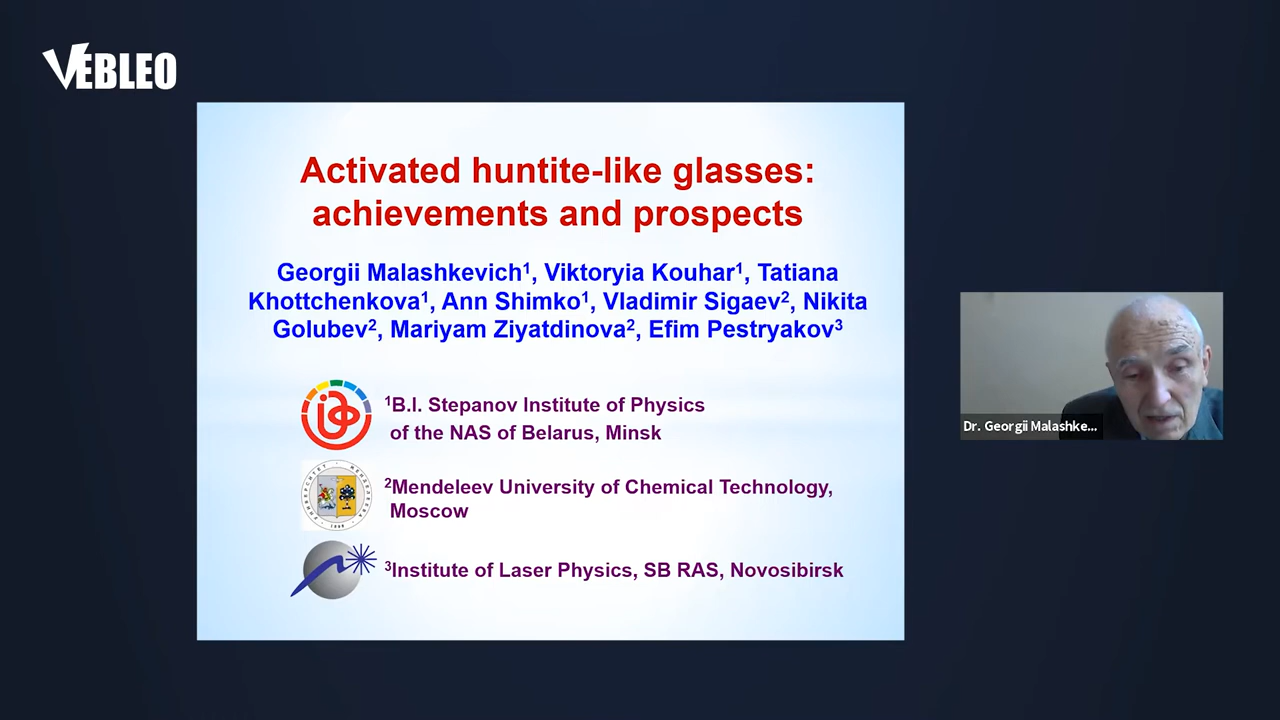 VEBLEO
Activated huntite-like glasses:
achievements and prospects
Georgii Malashkevich¹, Viktoryia Kouhar¹, Tatiana
Khottchenkova¹, Ann Shimko¹, Vladimir Sigaev², Nikita
Golubev², Mariyam Ziyatdinova², Efim Pestryakov³
¹B.I. Stepanov Institute of Physics
of the NAS of Belarus, Minsk
²Mendeleev University of Chemical Technology,
Moscow
³Institute of Laser Physics, SB RAS, Novosibirsk
Dr. Georgii Malashke...